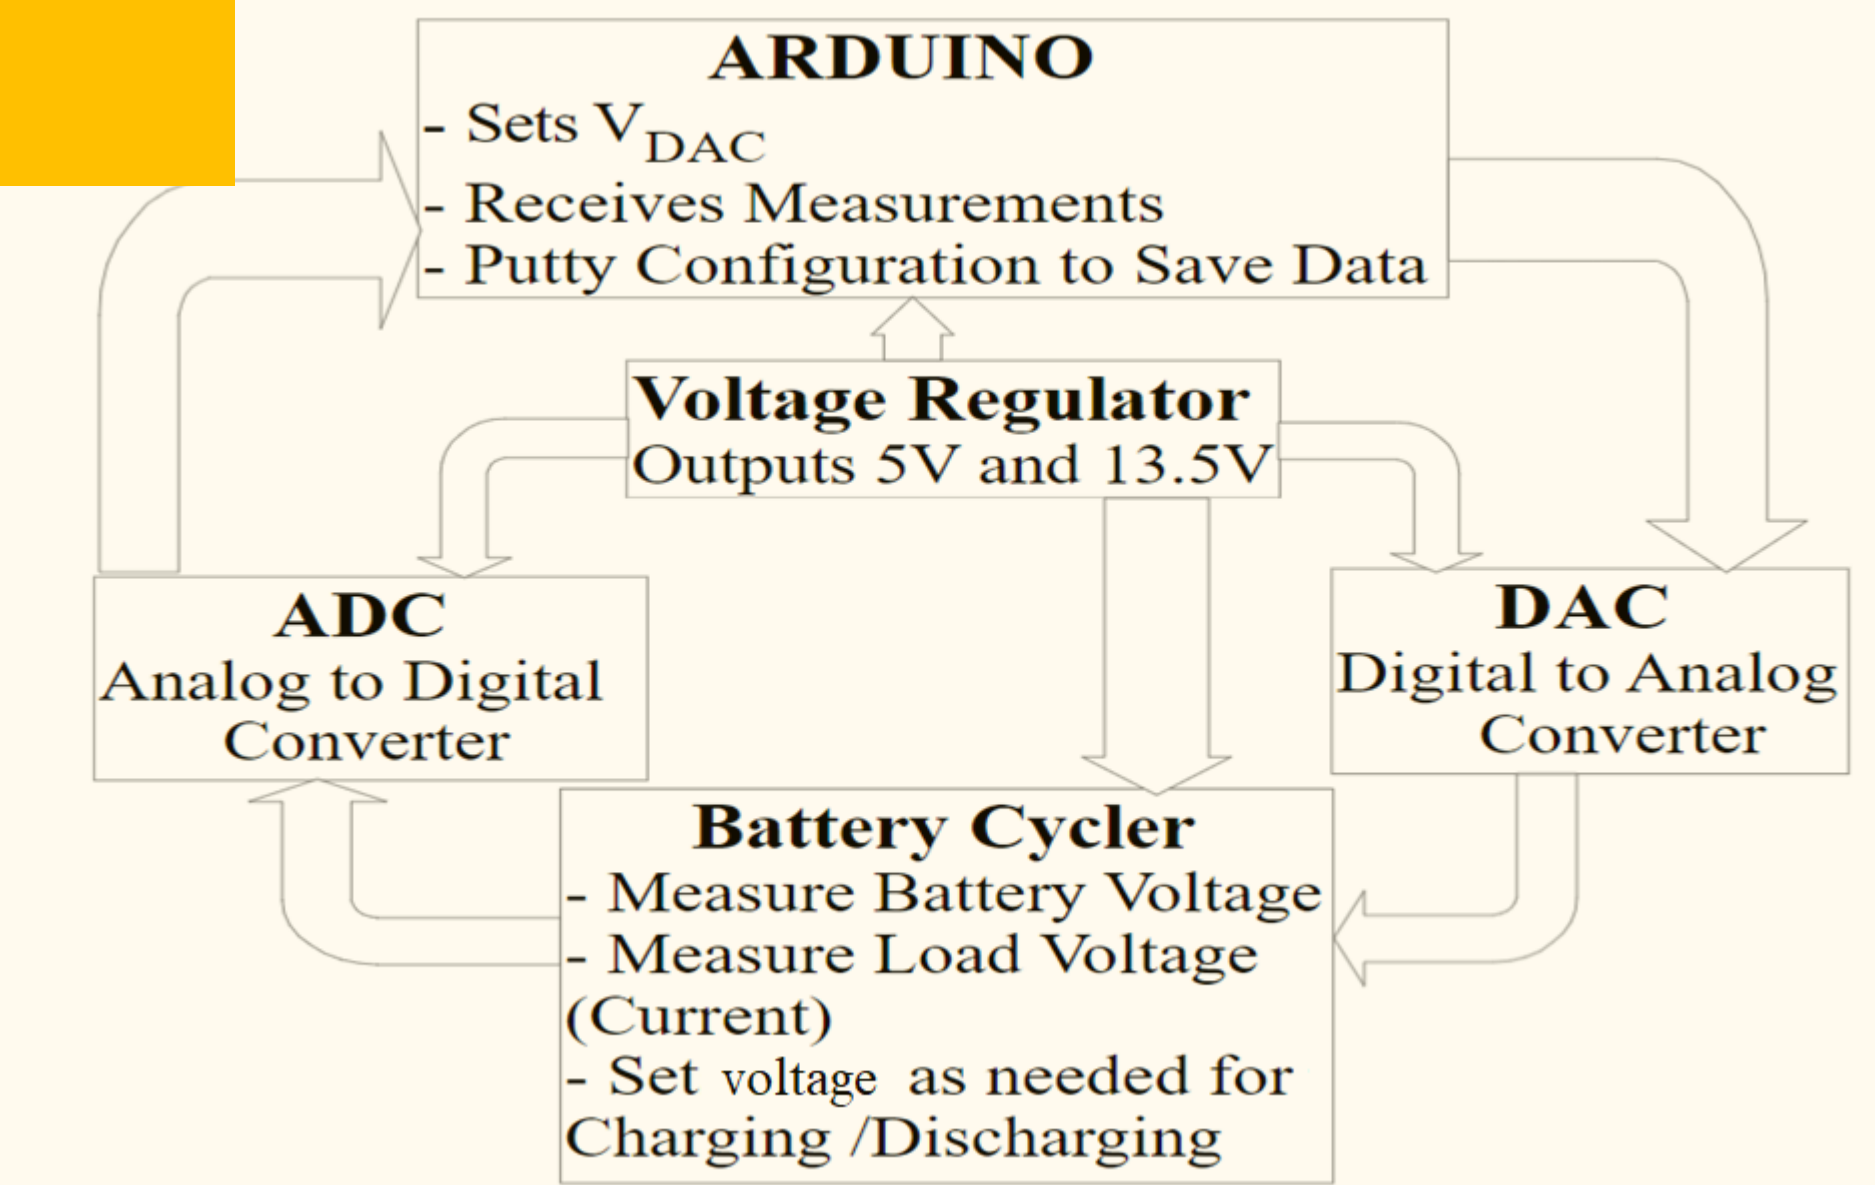 ARDUINO
- Sets VDAC
- Receives Measurements
- Putty Configuration to Save Data
Voltage Regulator
Outputs 5V and 13.5V
ADC
Analog to Digital
Converter
DAC
Digital to Analog
Converter
Battery Cycler
- Measure Battery Voltage
- Measure Load Voltage
(Current)
- Set voltage as needed for
Charging /Discharging